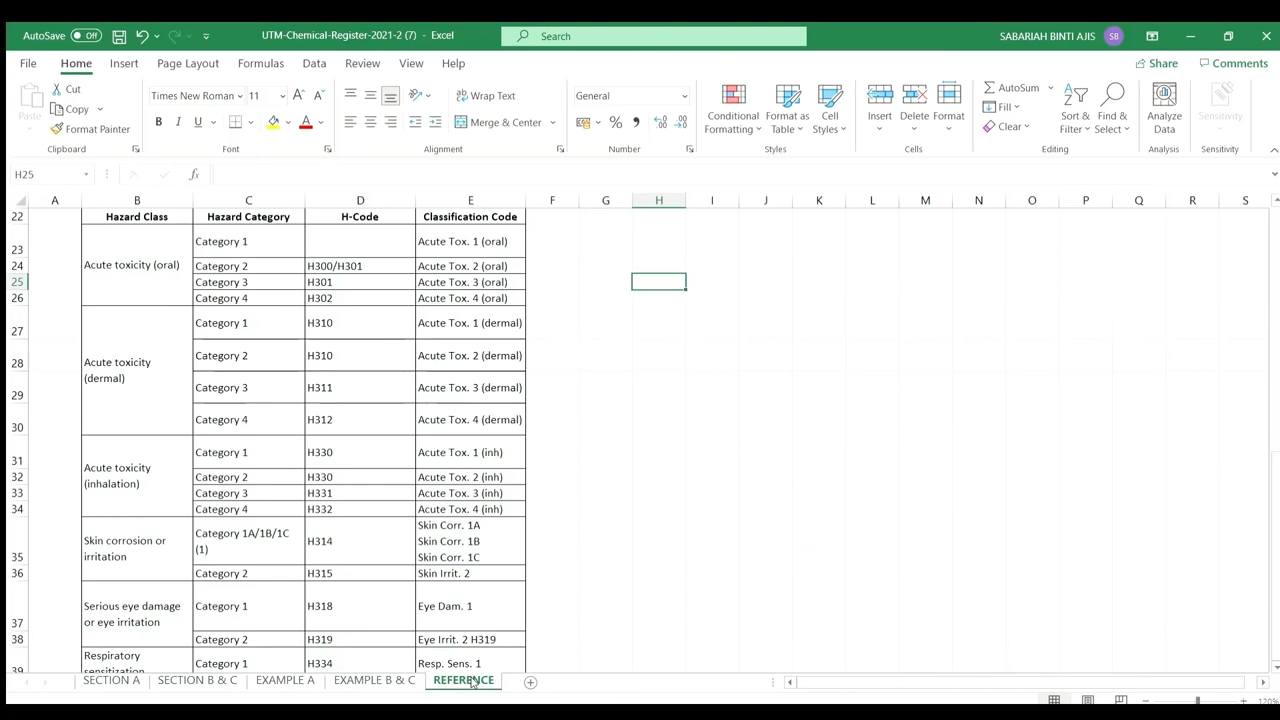 AutoSave Off UTM-Chemical-Register-2021-2 (7) - Excel Search SABARIAH BINTI AJIS SB
File Home Insert Page Layout Formulas Data Review View Help Share Comments
Paste Cut Copy Format Painter Clipboard
Times New Roman 11 B I U A Font
Wrap Text Merge & Center Alignment
General % Number
Conditional Formatting Format as Table Cell Styles Styles
Insert Delete Format Cells
AutoSum Fill Clear Sort & Filter Find & Select Editing
Analyze Data Analysis
Sensitivity Sensitivity
H25 fx
A B C D E F G H I J K L M N O P Q R S
22 Hazard Class Hazard Category H-Code Classification Code
23 Acute toxicity (oral) Category 1 Acute Tox. 1 (oral)
24 Category 2 H300/H301 Acute Tox. 2 (oral)
25 Category 3 H301 Acute Tox. 3 (oral)
26 Category 4 H302 Acute Tox. 4 (oral)
27 Acute toxicity (dermal) Category 1 H310 Acute Tox. 1 (dermal)
28 Category 2 H310 Acute Tox. 2 (dermal)
29 Category 3 H311 Acute Tox. 3 (dermal)
30 Category 4 H312 Acute Tox. 4 (dermal)
31 Acute toxicity (inhalation) Category 1 H330 Acute Tox. 1 (inh)
32 Category 2 H330 Acute Tox. 2 (inh)
33 Category 3 H331 Acute Tox. 3 (inh)
34 Category 4 H332 Acute Tox. 4 (inh)
35 Skin corrosion or irritation Category 1A/1B/1C (1) H314 Skin Corr. 1A
Skin Corr. 1B
Skin Corr. 1C
36 Category 2 H315 Skin Irrit. 2
37 Serious eye damage or eye irritation Category 1 H318 Eye Dam. 1
38 Category 2 H319 Eye Irrit. 2 H319
39 Respiratory sensitization Category 1 H334 Resp. Sens. 1
SECTION A SECTION B & C EXAMPLE A EXAMPLE B & C REFERENCE
120%